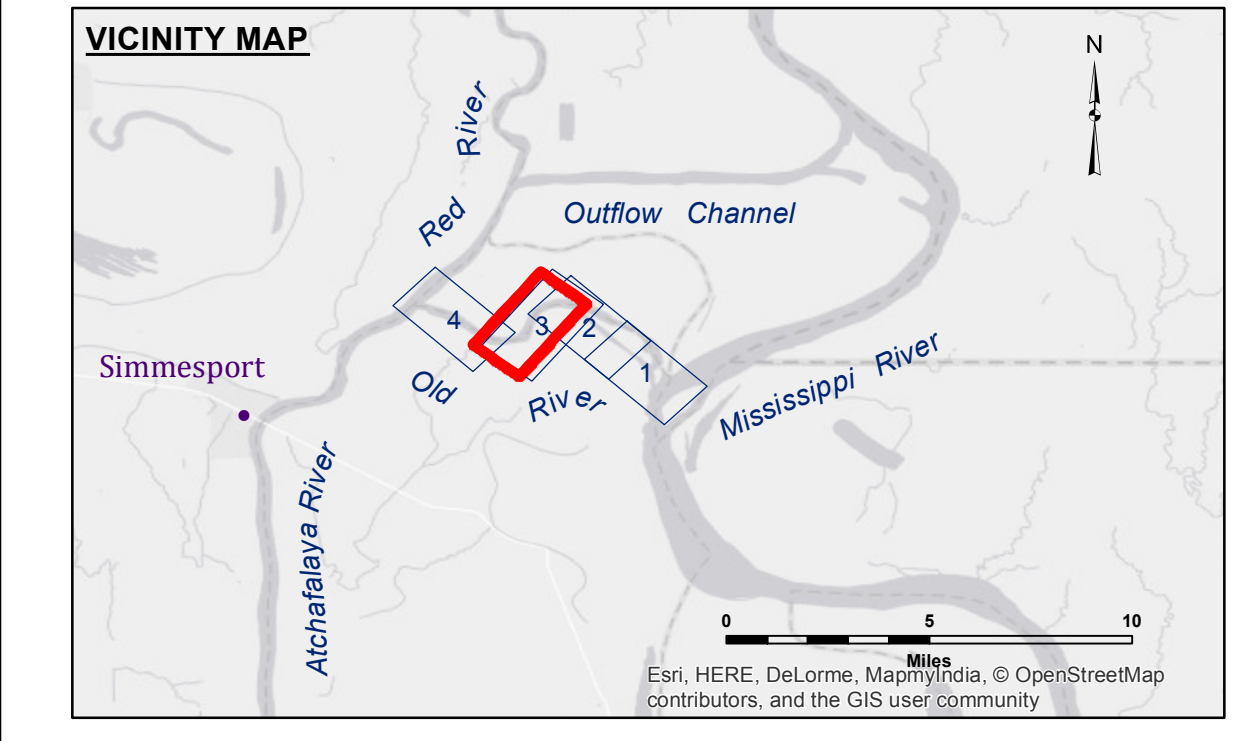 VICINITY MAP
N
Red River
Outflow Channel
4
3
2
1
Simmesport
Old River
Mississippi River
Atchafalaya River
0 5 10
Miles
Esri, HERE, DeLorme, MapmyIndia, © OpenStreetMap
contributors, and the GIS user community